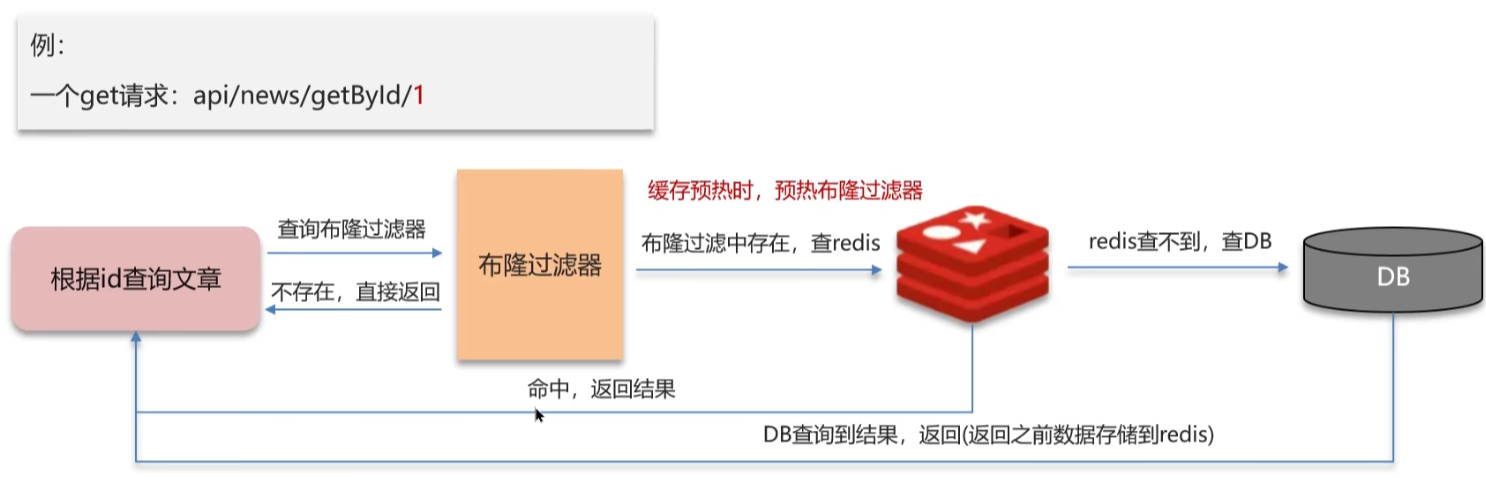 例：
一个get请求：api/news/getById/1
缓存预热时，预热布隆过滤器
查询布隆过滤器
布隆过滤中存在，查redis
redis查不到，查DB
根据id查询文章
布隆过滤器
DB
不存在，直接返回
命中，返回结果
DB查询到结果，返回(返回之前数据存储到redis)